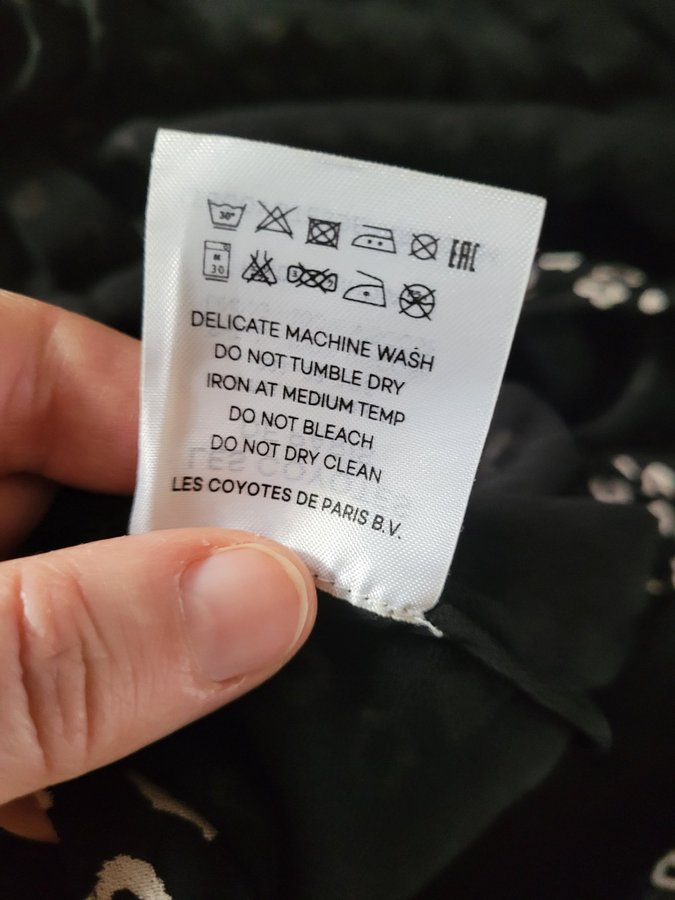 30°
EAC
M
30
DELICATE MACHINE WASH
DO NOT TUMBLE DRY
IRON AT MEDIUM TEMP
DO NOT BLEACH
DO NOT DRY CLEAN
LES COYOTES DE PARIS B.V.